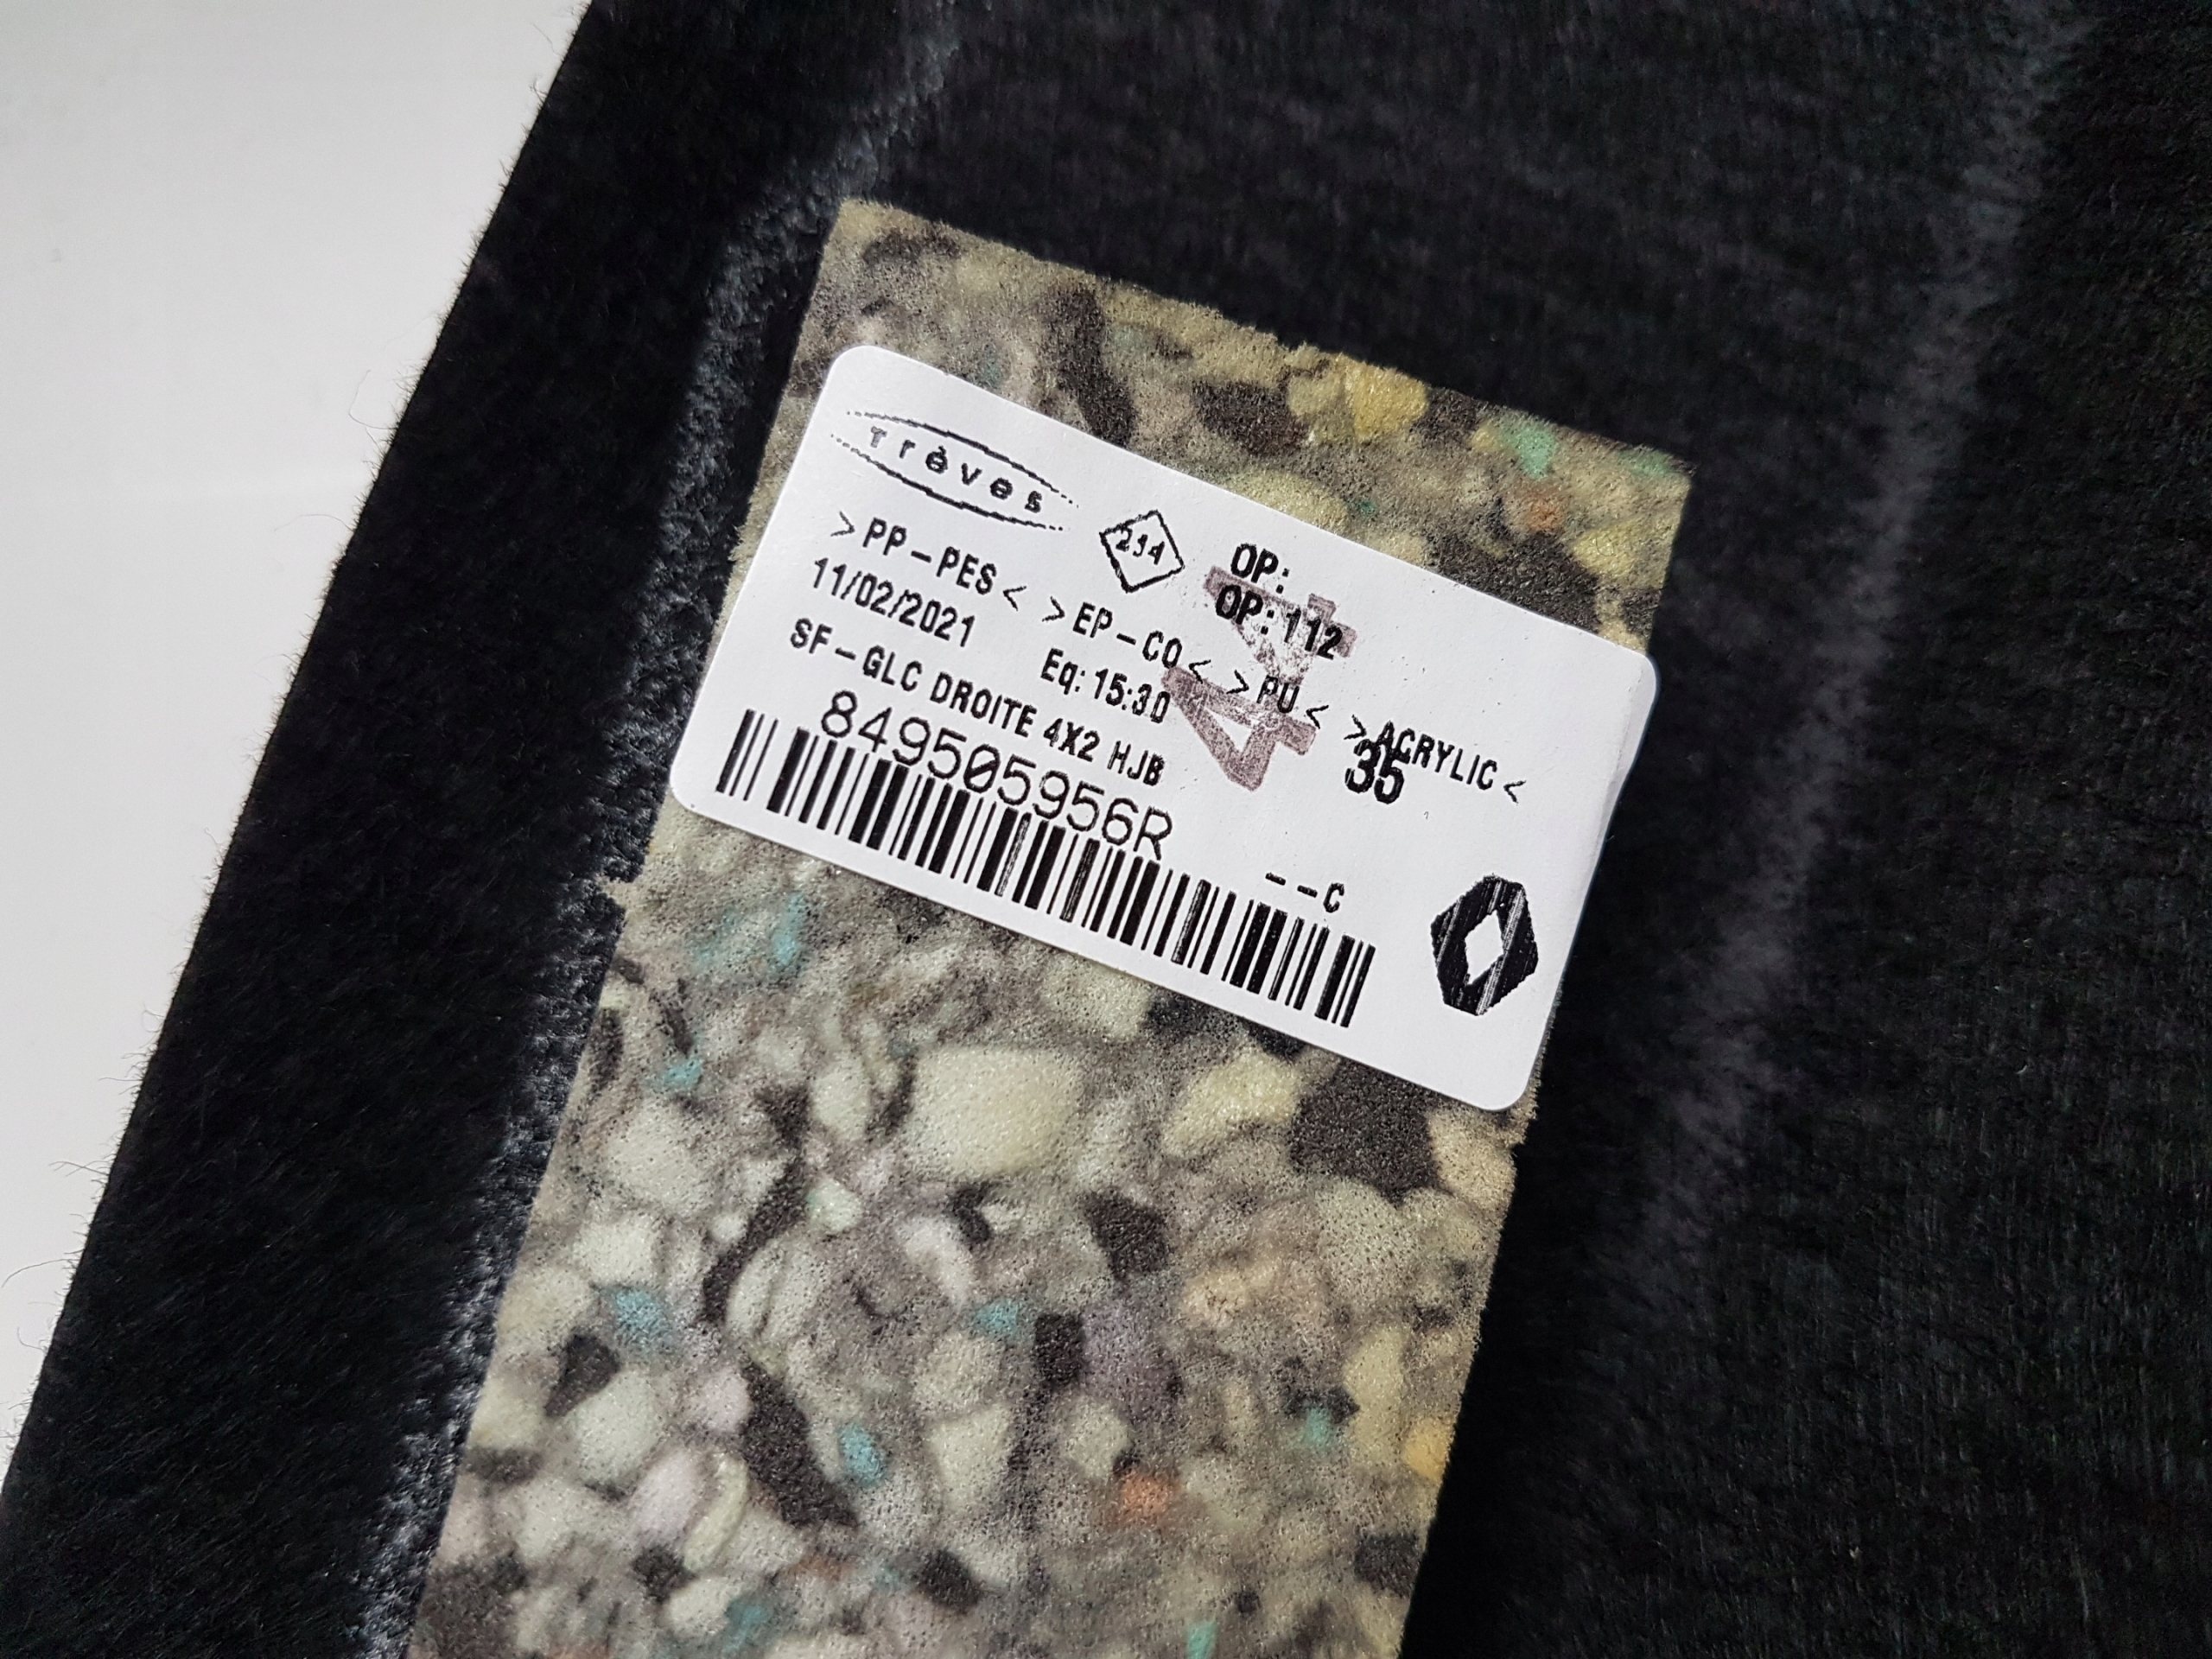 Trèves
234
OP:
OP: 112
>PP-PES< >EP-CO< >PU< >ACRYLIC<
11/02/2021 Eq: 15:30
35
SF-GLC DROITE 4X2 HJB
849505956R
--C